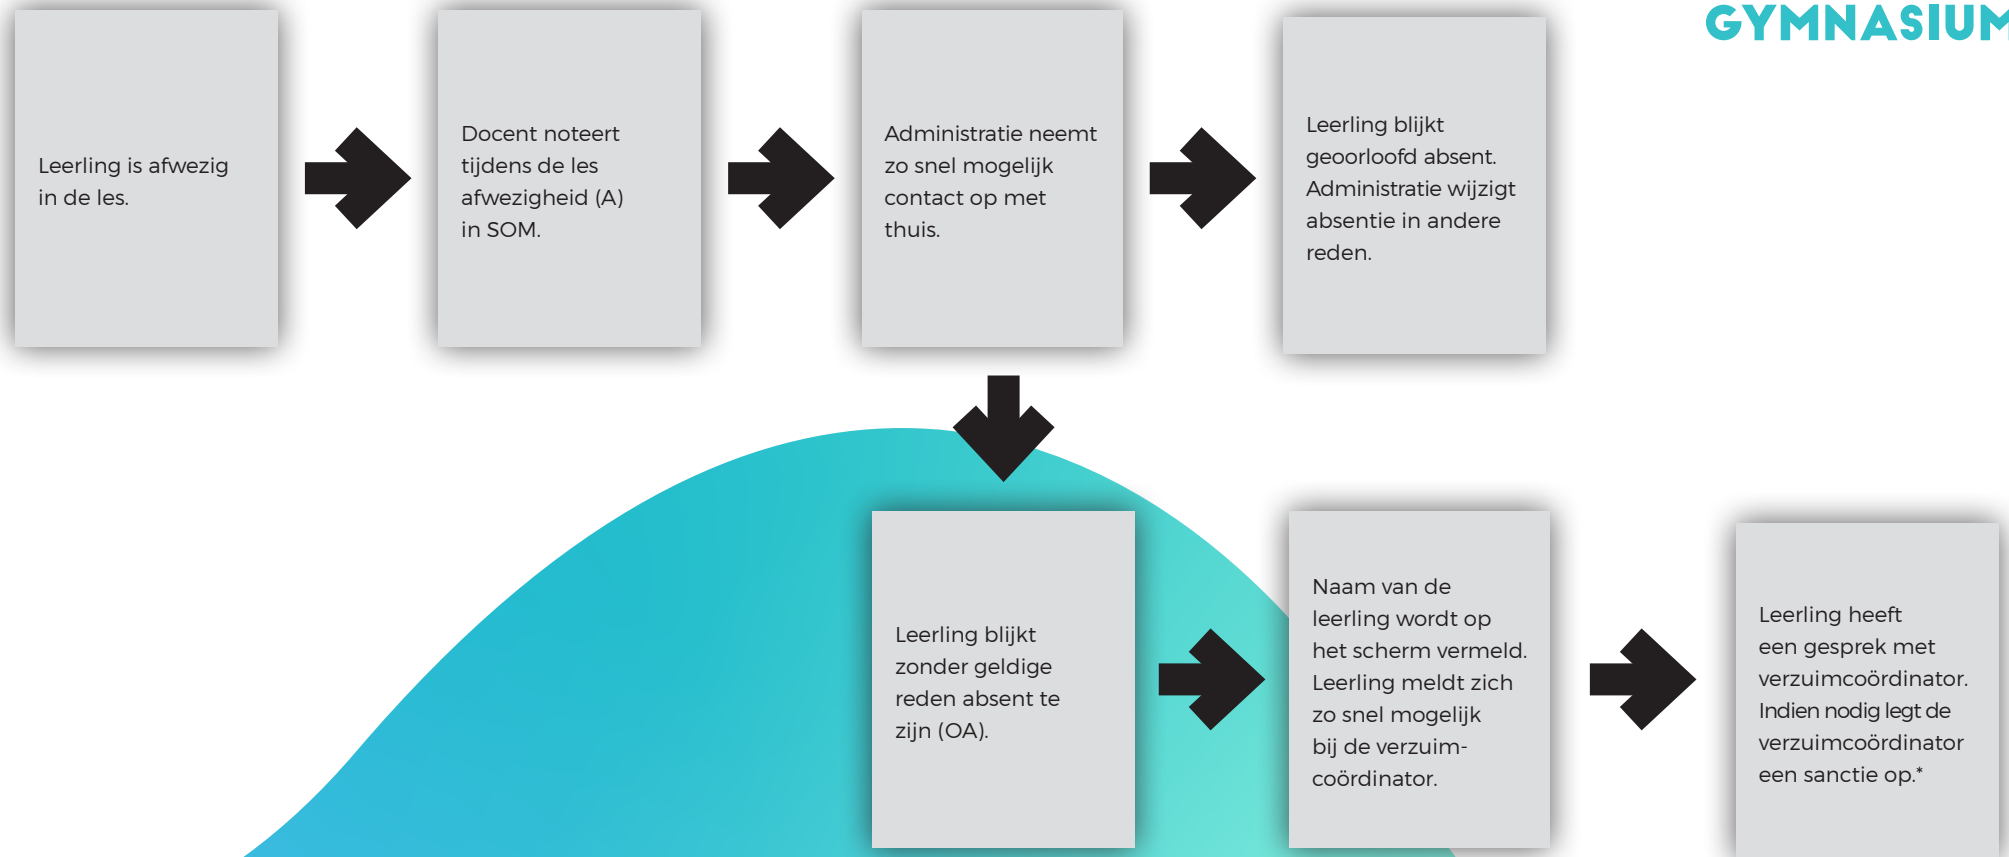 GYMNASIUM
Leerling is afwezig
in de les.
Docent noteert
tijdens de les
afwezigheid (A)
in SOM.
Administratie neemt
zo snel mogelijk
contact op met
thuis.
Leerling blijkt
geoorloofd absent.
Administratie wijzigt
absentie in andere
reden.
Leerling blijkt
zonder geldige
reden absent te
zijn (OA).
Naam van de
leerling wordt op
het scherm vermeld.
Leerling meldt zich
zo snel mogelijk
bij de verzuim-
coördinator.
Leerling heeft
een gesprek met
verzuimcoördinator.
Indien nodig legt de
verzuimcoördinator
een sanctie op.*